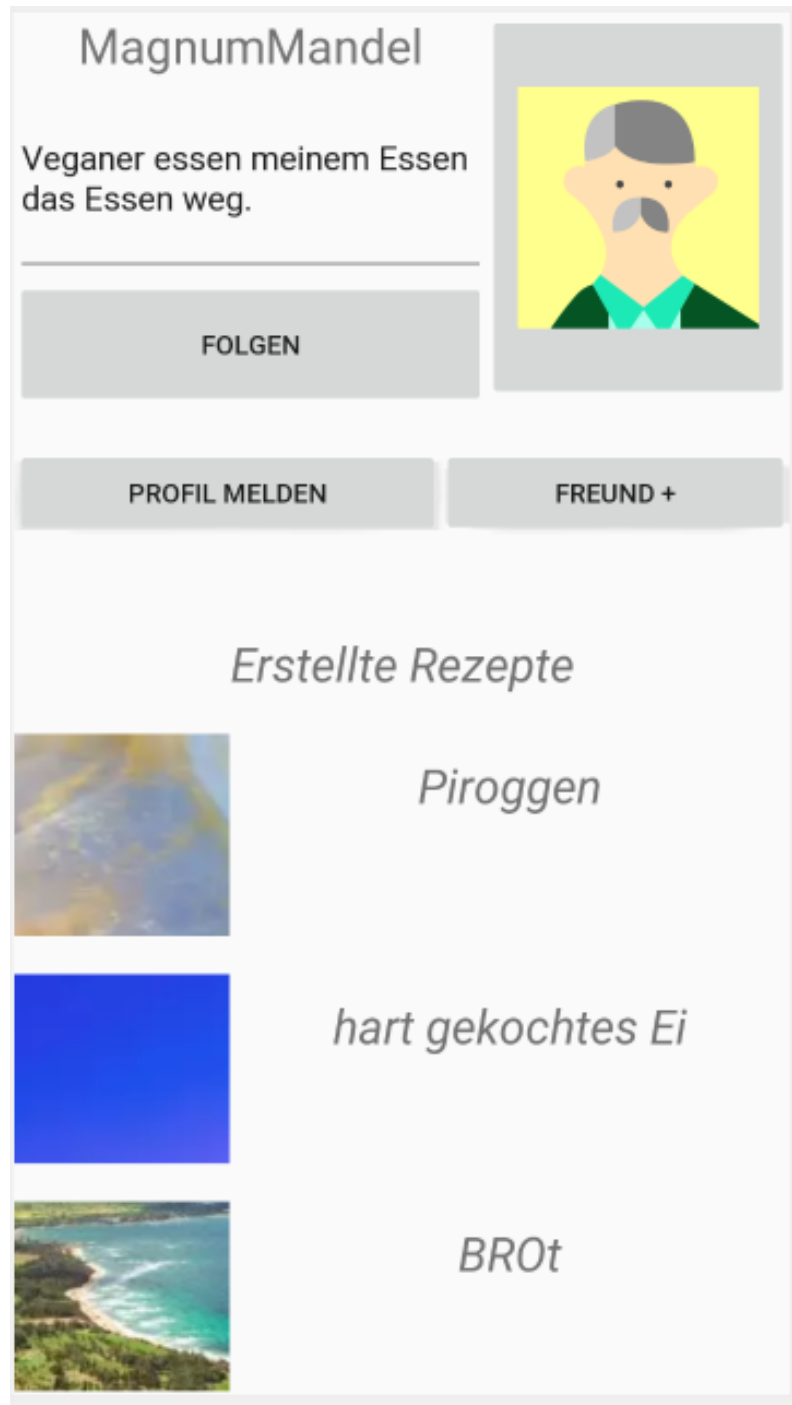 MagnumMandel
Veganer essen meinem Essen
das Essen weg.
FOLGEN
PROFIL MELDEN
FREUND +
Erstellte Rezepte
Piroggen
hart gekochtes Ei
BROt